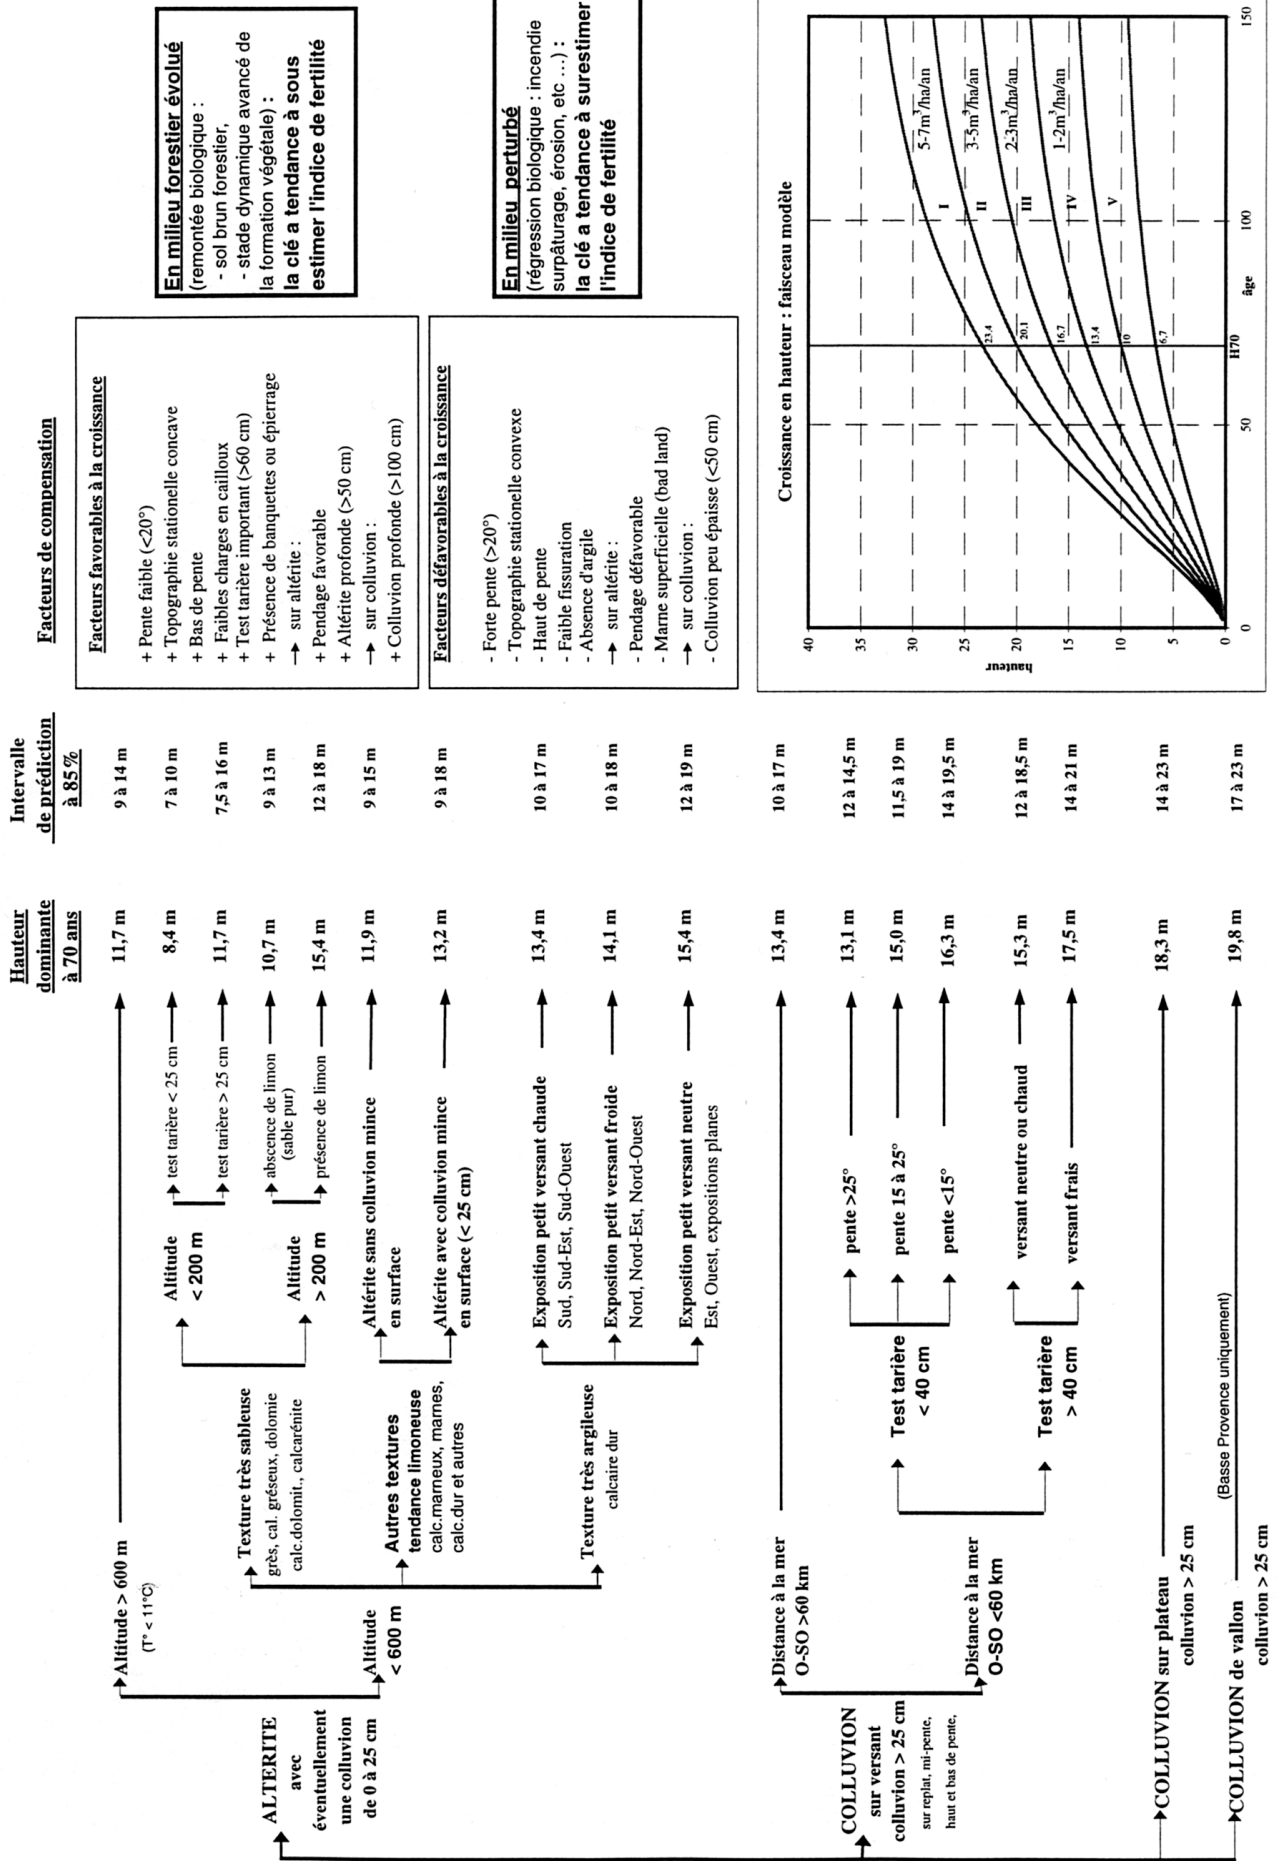 Hauteur
dominante
à 70 ans
Intervalle
de prédiction
à 85%
Facteurs de compensation
ALTERITE
avec
éventuellement
une colluvion
de 0 à 25 cm
Altitude > 600 m
(T° < 11°C)
11,7 m
9 à 14 m
Altitude
< 600 m
Texture très sableuse
grès, cal. gréseux, dolomie
calc.dolomit., calcarénite
Altitude
< 200 m
test tarière < 25 cm
8,4 m
7 à 10 m
test tarière > 25 cm
11,7 m
7,5 à 16 m
Altitude
> 200 m
abscence de limon
(sable pur)
10,7 m
9 à 13 m
présence de limon
15,4 m
12 à 18 m
Autres textures
tendance limoneuse
calc.marneux, marnes,
calc.dur et autres
Altérite sans colluvion mince
en surface
11,9 m
9 à 15 m
Altérite avec colluvion mince
en surface (< 25 cm)
13,2 m
9 à 18 m
Texture très argileuse
calcaire dur
Exposition petit versant chaude
Sud, Sud-Est, Sud-Ouest
13,4 m
10 à 17 m
Exposition petit versant froide
Nord, Nord-Est, Nord-Ouest
14,1 m
10 à 18 m
Exposition petit versant neutre
Est, Ouest, expositions planes
15,4 m
12 à 19 m
COLLUVION
sur versant
colluvion > 25 cm
sur replat, mi-pente,
haut et bas de pente,
Distance à la mer
O-SO >60 km
13,4 m
10 à 17 m
Distance à la mer
O-SO <60 km
Test tarière
< 40 cm
pente >25°
13,1 m
12 à 14,5 m
pente 15 à 25°
15,0 m
11,5 à 19 m
pente <15°
16,3 m
14 à 19,5 m
Test tarière
> 40 cm
versant neutre ou chaud
15,3 m
12 à 18,5 m
versant frais
17,5 m
14 à 21 m
COLLUVION sur plateau
colluvion > 25 cm
18,3 m
14 à 23 m
COLLUVION de vallon
colluvion > 25 cm
(Basse Provence uniquement)
19,8 m
17 à 23 m
Facteurs favorables à la croissance
+ Pente faible (<20°)
+ Topographie stationelle concave
+ Bas de pente
+ Faibles charges en cailloux
+ Test tarière important (>60 cm)
+ Présence de banquettes ou épierrage
→ sur altérite :
+ Pendage favorable
+ Altérite profonde (>50 cm)
→ sur colluvion :
+ Colluvion profonde (>100 cm)
Facteurs défavorables à la croissance
- Forte pente (>20°)
- Topographie stationelle convexe
- Haut de pente
- Faible fissuration
- Absence d'argile
→ sur altérite :
- Pendage défavorable
- Marne superficielle (bad land)
→ sur colluvion :
- Colluvion peu épaisse (<50 cm)
En milieu forestier évolué
(remontée biologique :
- sol brun forestier,
- stade dynamique avancé de
la formation végétale) :
la clé a tendance à sous
estimer l'indice de fertilité
En milieu perturbé
(régression biologique : incendie
surpâturage, érosion, etc ...) :
la clé a tendance à surestimer
l'indice de fertilité
Croissance en hauteur : faisceau modèle
hauteur
40
35
30
25
20
15
10
5
0
0
50
H70
100
150
âge
23,4
20,1
16,7
13,4
10
6,7
I
II
III
IV
V
5-7m³/ha/an
3-5m³/ha/an
2-3m³/ha/an
1-2m³/ha/an